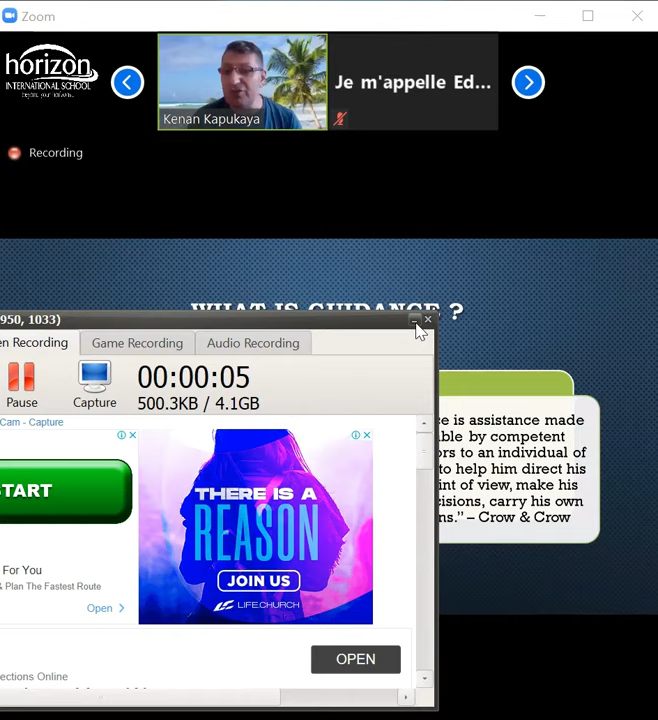 Zoom
horizon
INTERNATIONAL SCHOOL
Kenan Kapukaya
Je m'appelle Ed...
Recording
WHAT IS GUIDANCE ?
950, 1033)
en Recording
Game Recording
Audio Recording
Pause
Capture
00:00:05
500.3KB / 4.1GB
Cam - Capture
START
THERE IS A
REASON
JOIN US
LIFE.CHURCH
For You
& Plan The Fastest Route
Open
OPEN
ections Online
ce is assistance made
ble by competent
ors to an individual of
to help him direct his
int of view, make his
cisions, carry his own
ns." – Crow & Crow